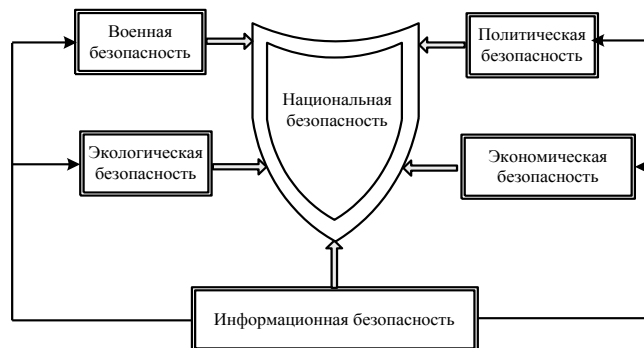 Военная
безопасность
Политическая
безопасность
Национальная
безопасность
Экологическая
безопасность
Экономическая
безопасность
Информационная безопасность